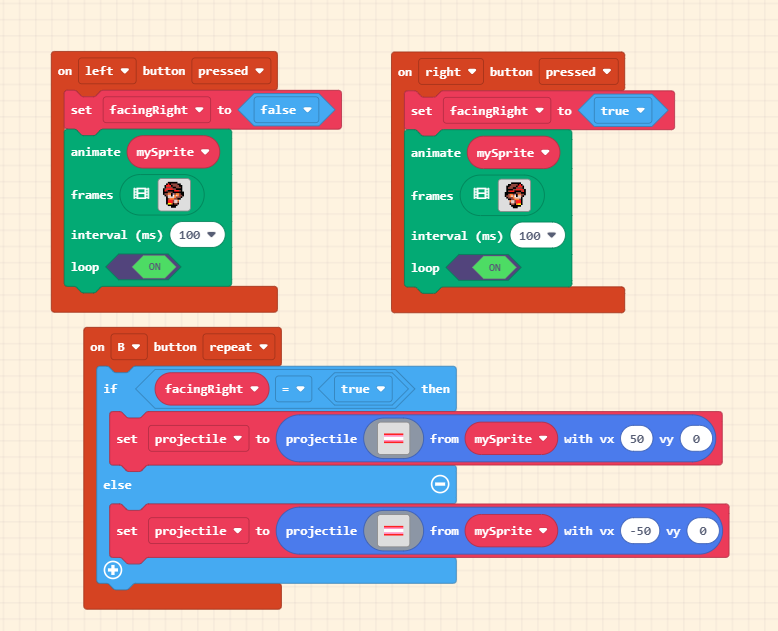 on left button pressed
set facingRight to false
animate mySprite
frames
interval (ms) 100
loop ON
on right button pressed
set facingRight to true
animate mySprite
frames
interval (ms) 100
loop ON
on B button repeat
if facingRight = true then
set projectile to projectile from mySprite with vx 50 vy 0
else
set projectile to projectile from mySprite with vx -50 vy 0